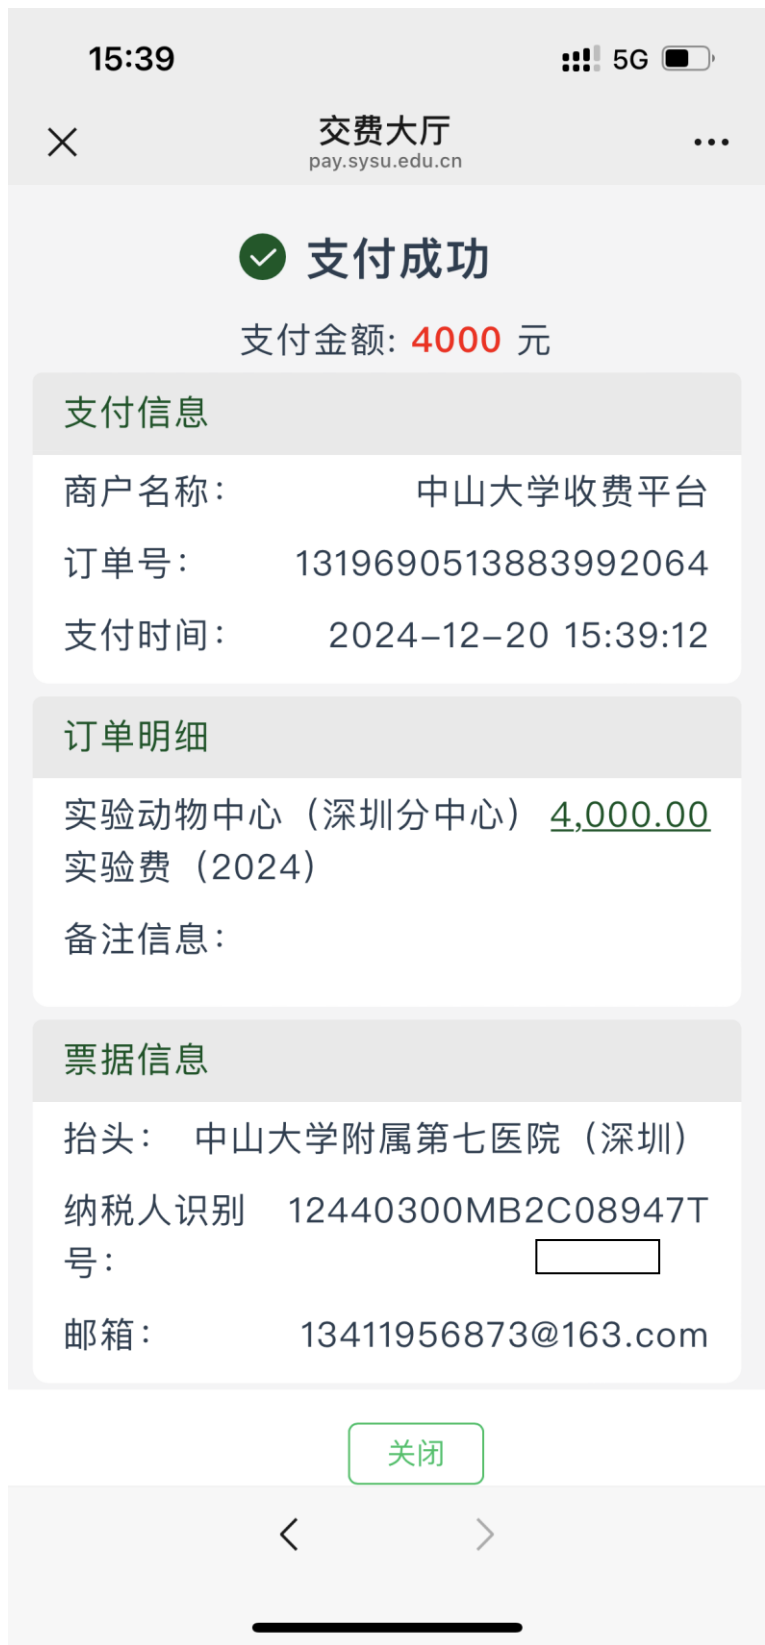 15:39 5G
交费大厅
pay.sysu.edu.cn
支付成功
支付金额: 4000 元
支付信息
商户名称： 中山大学收费平台
订单号： 1319690513883992064
支付时间： 2024-12-20 15:39:12
订单明细
实验动物中心（深圳分中心） 4,000.00
实验费（2024）
备注信息：
票据信息
抬头： 中山大学附属第七医院（深圳）
纳税人识别 12440300MB2C08947T
号：
邮箱： 13411956873@163.com
关闭